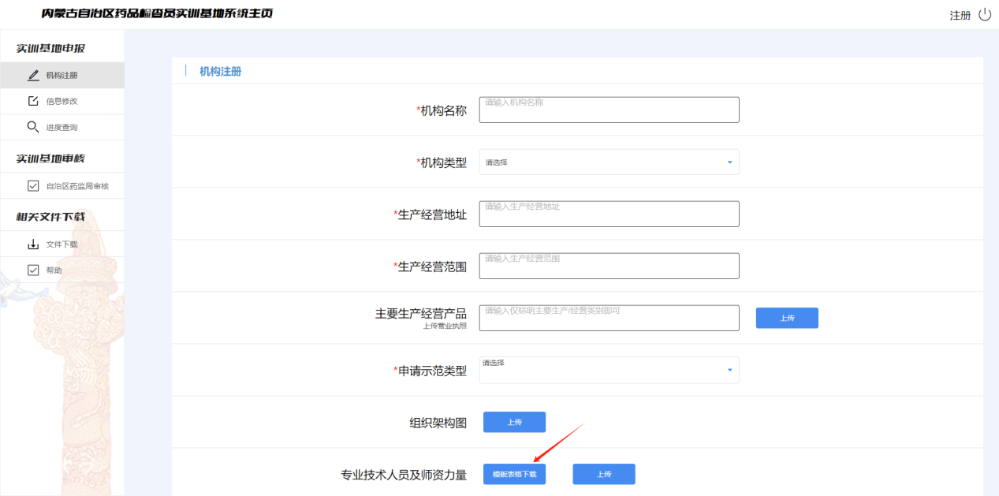 内蒙古自治区药品检查员实训基地系统主页
注册
实训基地申报
机构注册
信息修改
进度查询
实训基地审核
自治区药监局审核
相关文件下载
文件下载
帮助
机构注册
*机构名称 请输入机构名称
*机构类型 请选择
*生产经营地址 请输入生产经营地址
*生产经营范围 请输入生产经营范围
主要生产经营产品 请输入仅标明主要生产/经营类别即可 上传
上传营业执照
*申请示范类型 请选择
组织架构图 上传
专业技术人员及师资力量 模板表格下载 上传